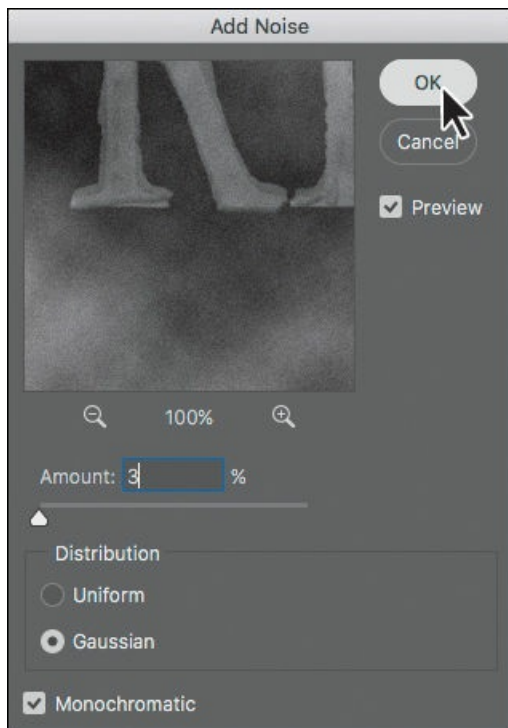 Add Noise
OK
Cancel
Preview
100%
Amount: 3 %
Distribution
Uniform
Gaussian
Monochromatic